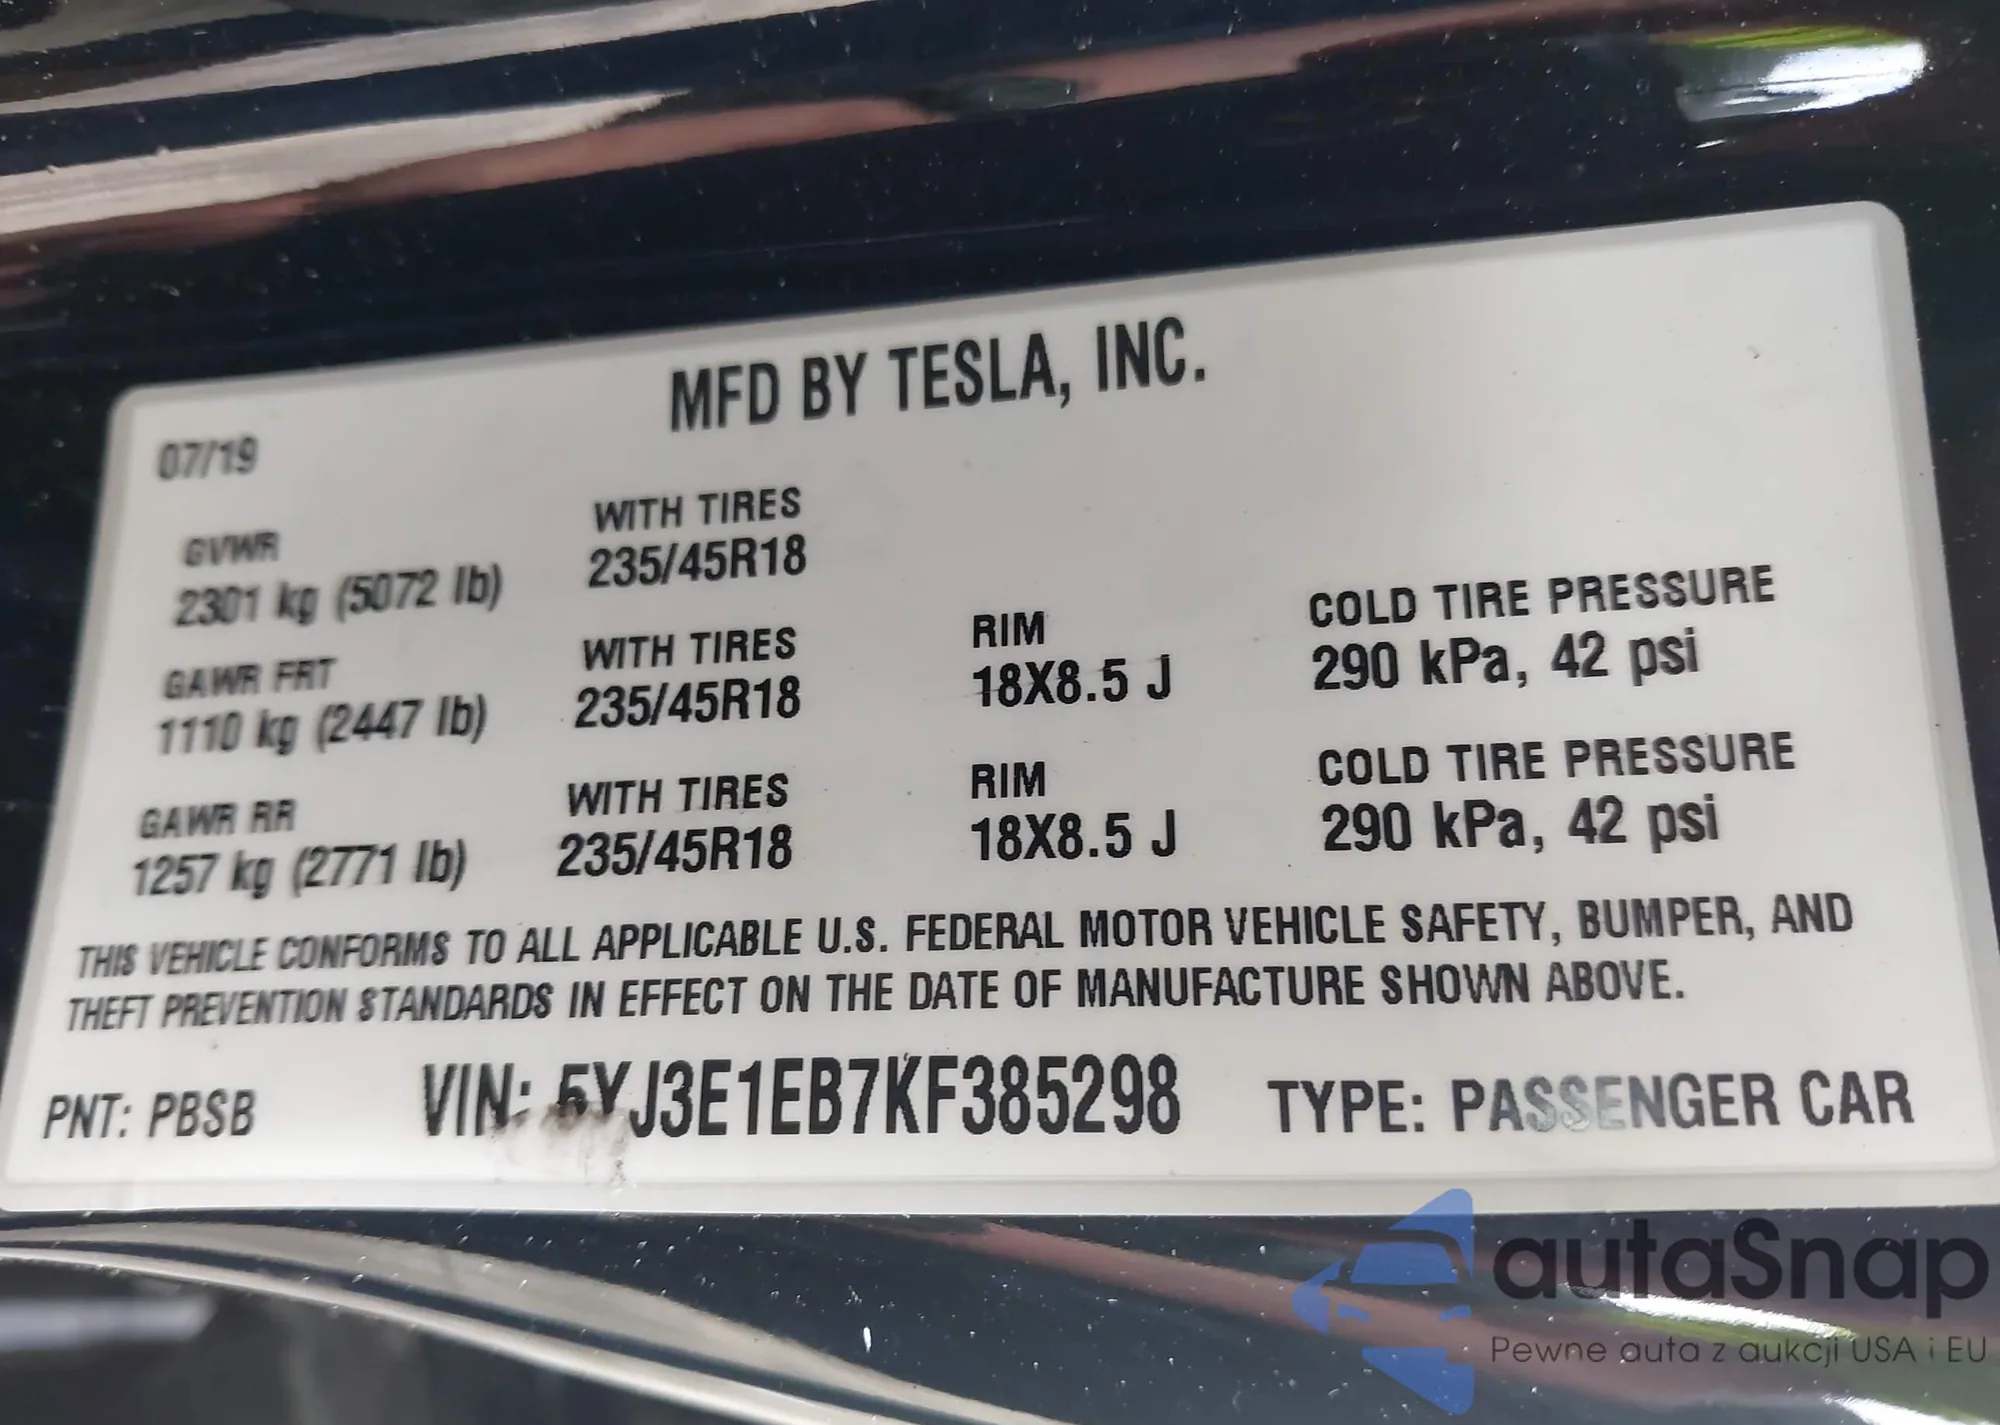 MFD BY TESLA, INC.
07/19
GVWR WITH TIRES
2301 kg (5072 lb) 235/45R18
GAWR FRT WITH TIRES RIM COLD TIRE PRESSURE
1110 kg (2447 lb) 235/45R18 18X8.5 J 290 kPa, 42 psi
GAWR RR WITH TIRES RIM COLD TIRE PRESSURE
1257 kg (2771 lb) 235/45R18 18X8.5 J 290 kPa, 42 psi
THIS VEHICLE CONFORMS TO ALL APPLICABLE U.S. FEDERAL MOTOR VEHICLE SAFETY, BUMPER, AND
THEFT PREVENTION STANDARDS IN EFFECT ON THE DATE OF MANUFACTURE SHOWN ABOVE.
PNT: PBSB VIN: 5YJ3E1EB7KF385298 TYPE: PASSENGER CAR
autaSnap
Pewne auta z aukcji USA i EU